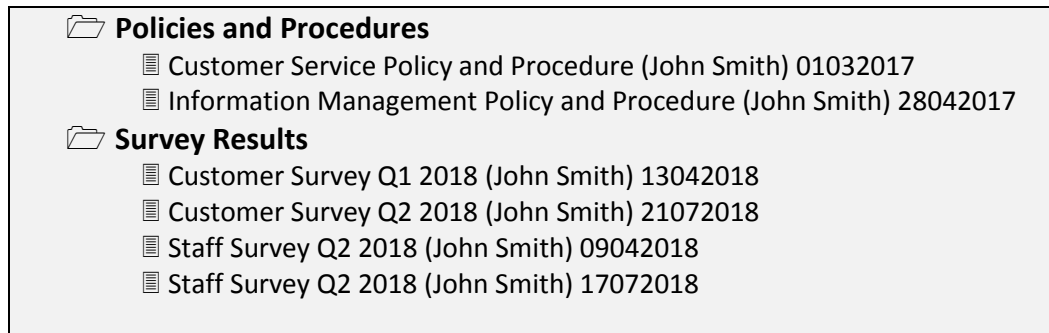 Policies and Procedures
Customer Service Policy and Procedure (John Smith) 01032017
Information Management Policy and Procedure (John Smith) 28042017
Survey Results
Customer Survey Q1 2018 (John Smith) 13042018
Customer Survey Q2 2018 (John Smith) 21072018
Staff Survey Q2 2018 (John Smith) 09042018
Staff Survey Q2 2018 (John Smith) 17072018